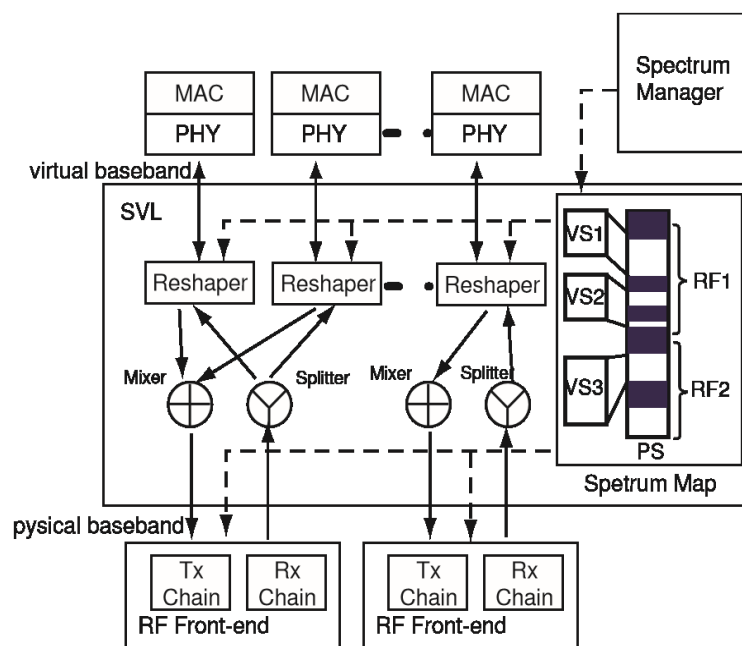 Spectrum
Manager
MAC
PHY
MAC
PHY
MAC
PHY
virtual baseband
SVL
Reshaper
Reshaper
Reshaper
VS1
VS2
VS3
RF1
RF2
PS
Spetrum Map
Mixer
Splitter
Mixer
Splitter
pysical baseband
Tx
Chain
Rx
Chain
RF Front-end
Tx
Chain
Rx
Chain
RF Front-end